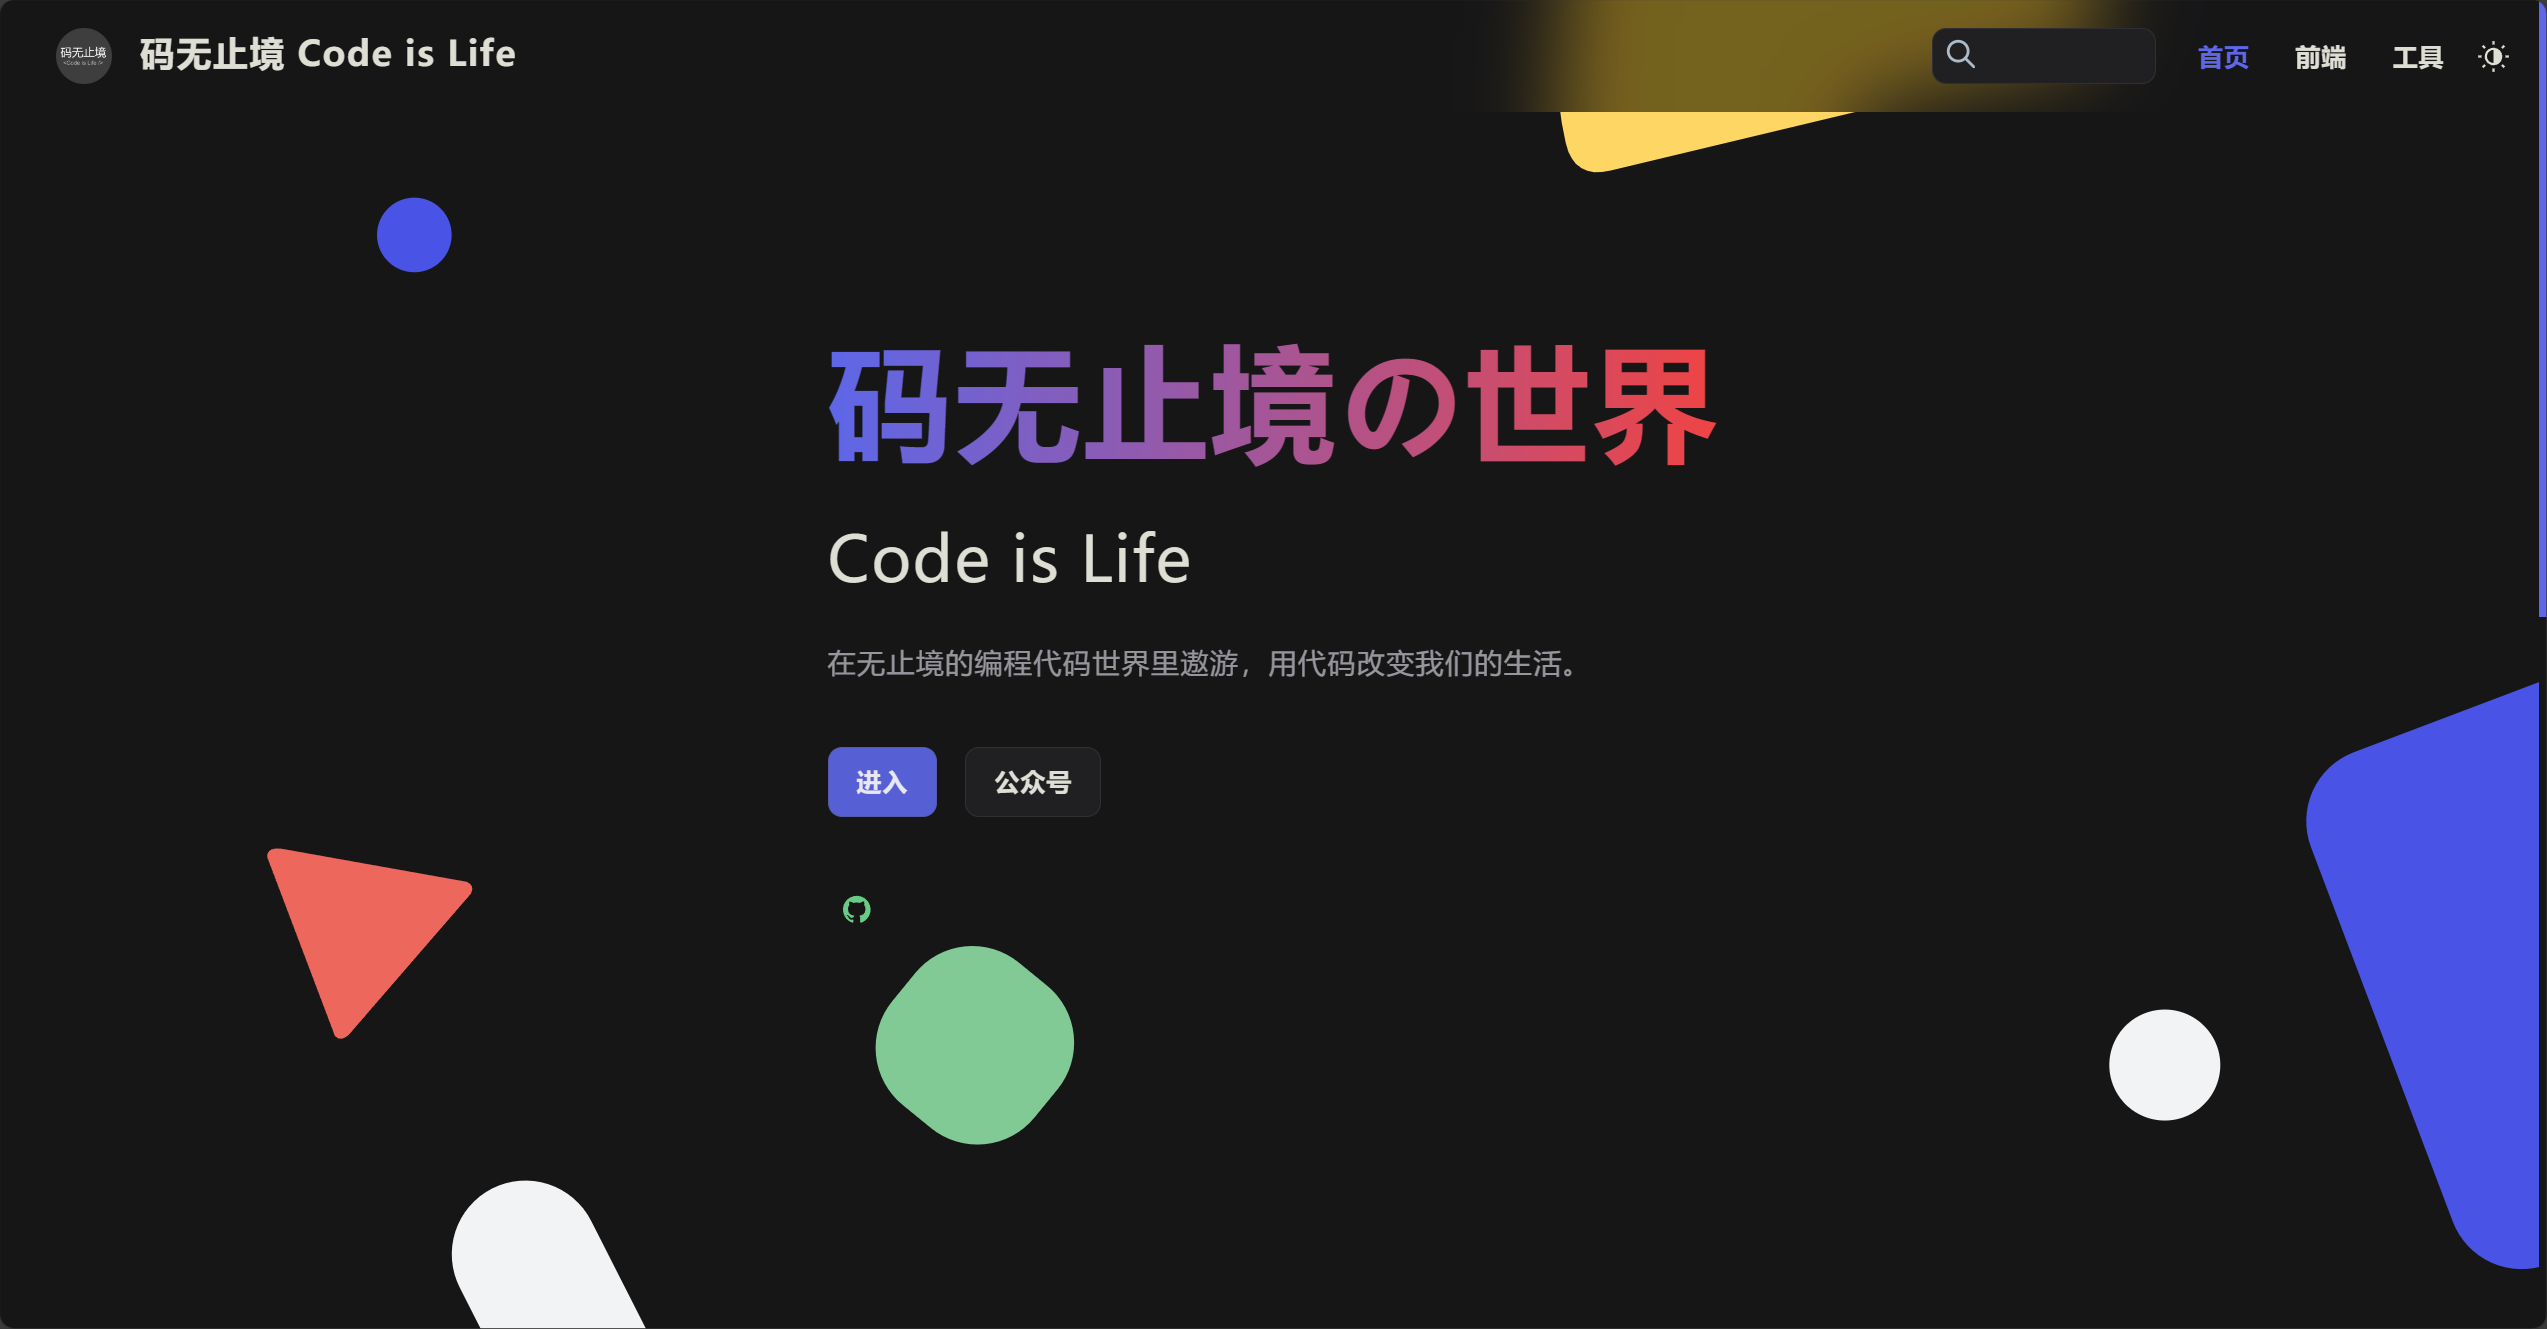 码无止境
<Code is Life />
码无止境 Code is Life
首页
前端
工具
码无止境の世界
Code is Life
在无止境的编程代码世界里遨游，用代码改变我们的生活。
进入
公众号